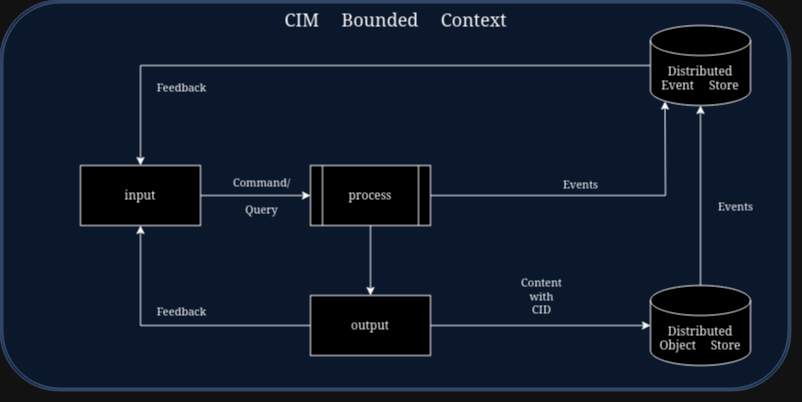 CIM Bounded Context
Distributed
Event Store
Feedback
input
Command/
Query
process
Events
Events
Feedback
output
Content
with
CID
Distributed
Object Store